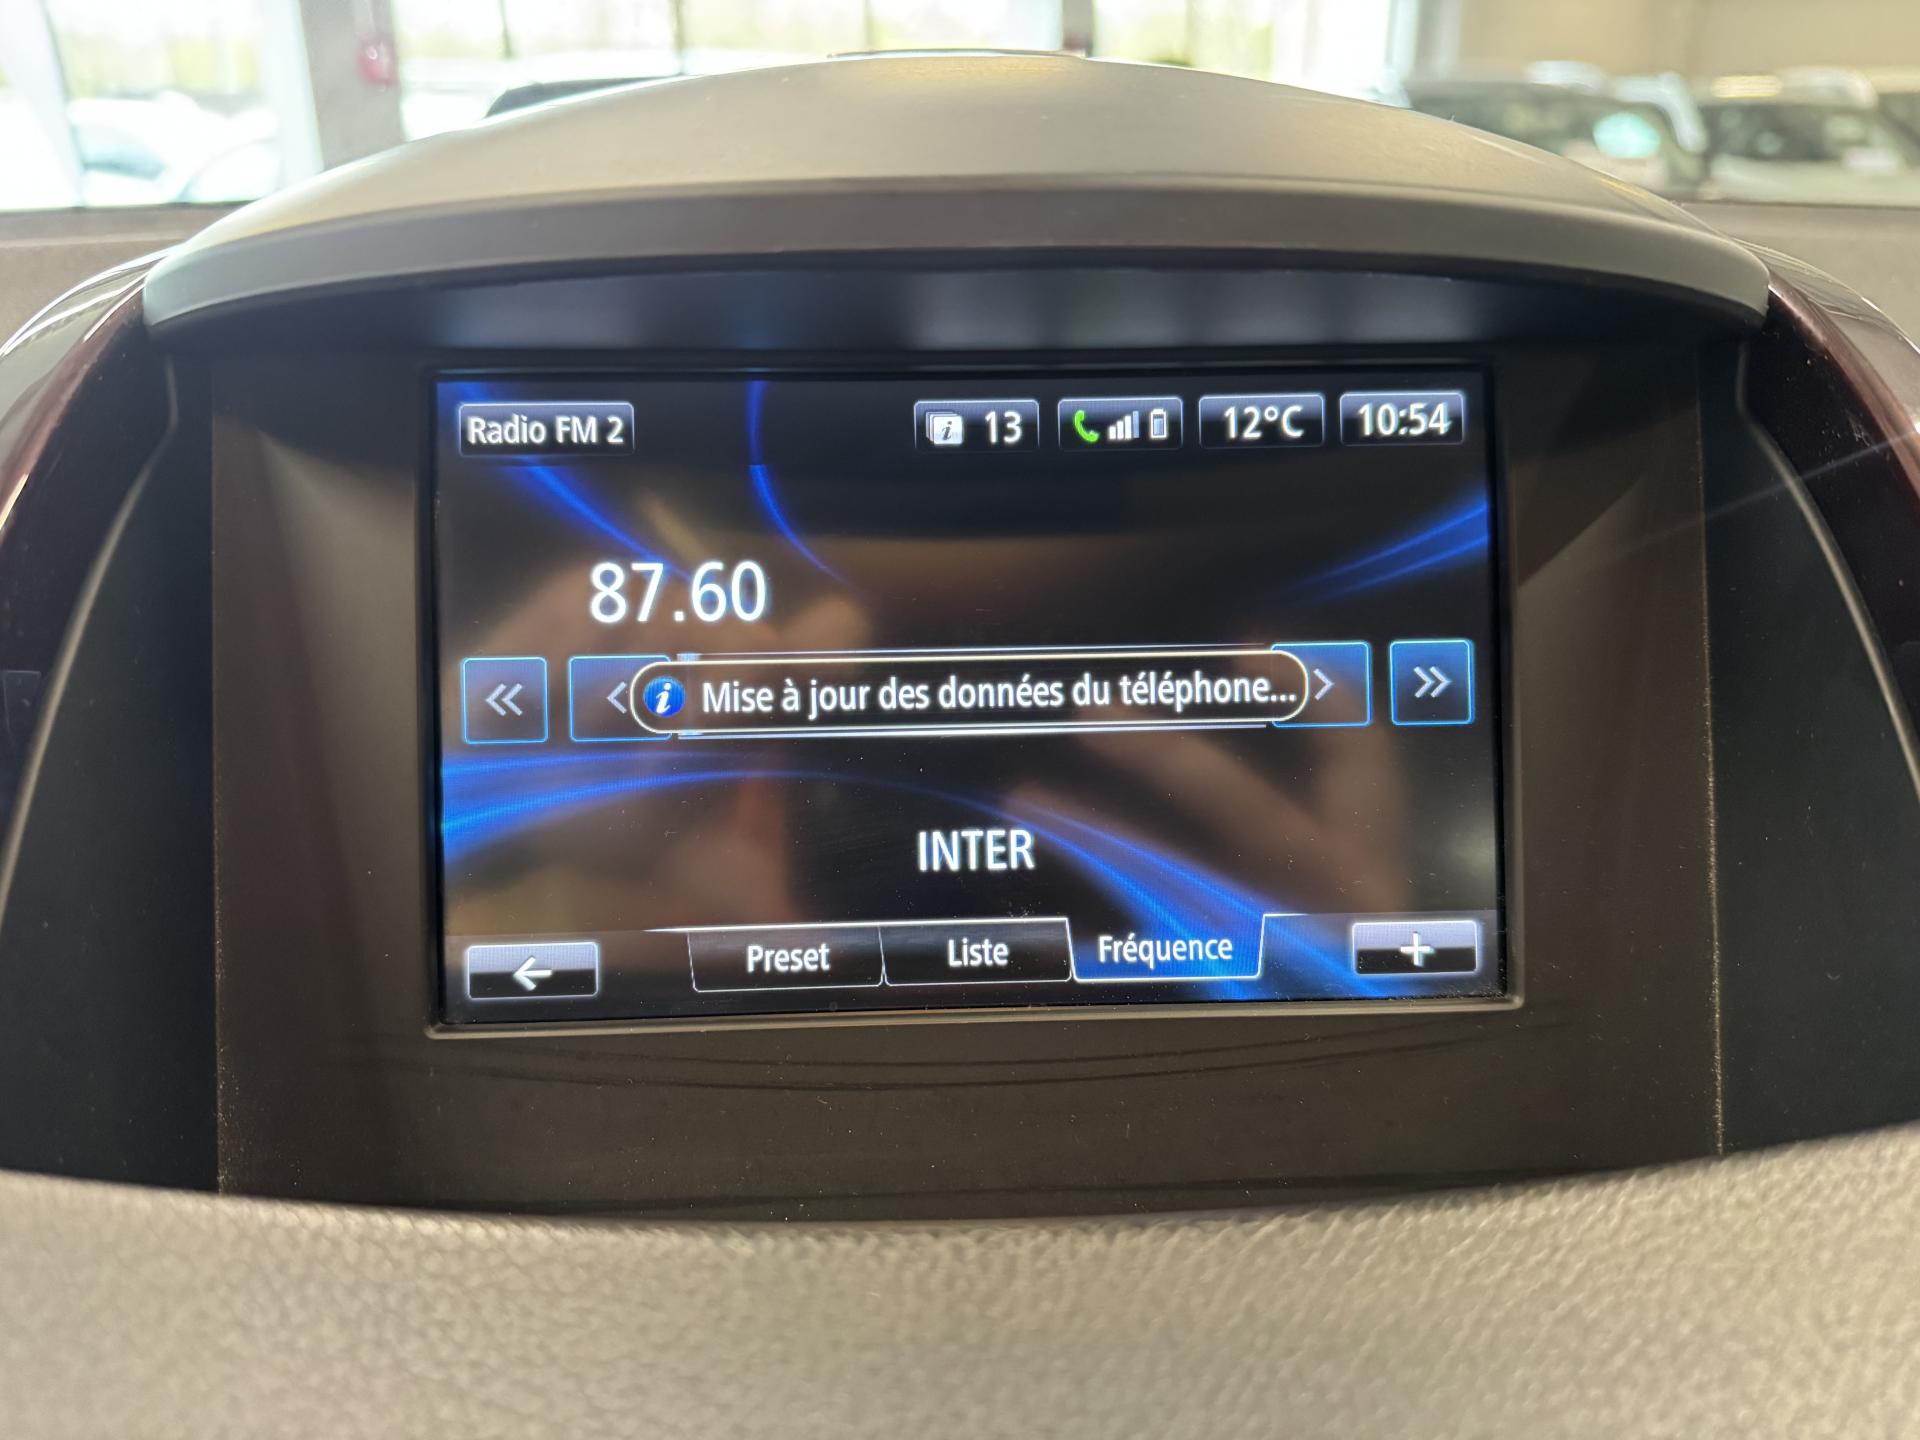 Radio FM 2
i 13
12°C
10:54
87.60
i Mise à jour des données du téléphone...
INTER
Preset
Liste
Fréquence